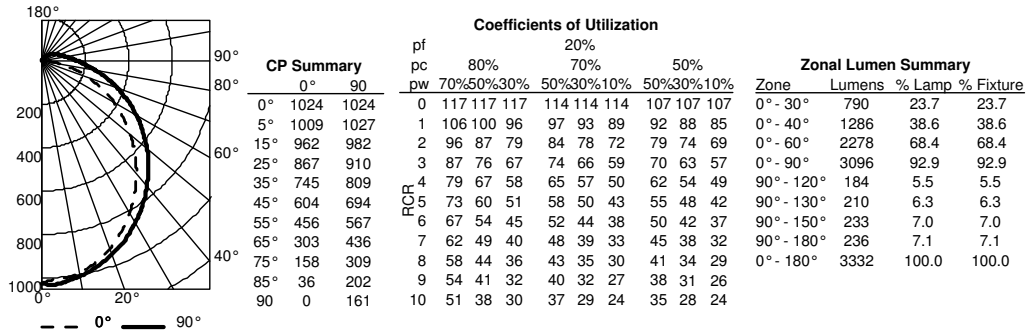 180°
90°
80°
200
400
60°
600
800
40°
1000
0°
20°
0°
90°
CP Summary
0° 90
0° 1024 1024
5° 1009 1027
15° 962 982
25° 867 910
35° 745 809
45° 604 694
55° 456 567
65° 303 436
75° 158 309
85° 36 202
90 0 161
Coefficients of Utilization
pf 20%
pc 80% 70% 50%
pw 70%50%30% 50%30%10% 50%30%10%
RCR
0 117 117 117 114 114 114 107 107 107
1 106 100 96 97 93 89 92 88 85
2 96 87 79 84 78 72 79 74 69
3 87 76 67 74 66 59 70 63 57
4 79 67 58 65 57 50 62 54 49
5 73 60 51 58 50 43 55 48 42
6 67 54 45 52 44 38 50 42 37
7 62 49 40 48 39 33 45 38 32
8 58 44 36 43 35 30 41 34 29
9 54 41 32 40 32 27 38 31 26
10 51 38 30 37 29 24 35 28 24
Zonal Lumen Summary
Zone Lumens % Lamp % Fixture
0°- 30° 790 23.7 23.7
0°- 40° 1286 38.6 38.6
0°- 60° 2278 68.4 68.4
0°- 90° 3096 92.9 92.9
90°- 120° 184 5.5 5.5
90°- 130° 210 6.3 6.3
90°- 150° 233 7.0 7.0
90°- 180° 236 7.1 7.1
0°- 180° 3332 100.0 100.0